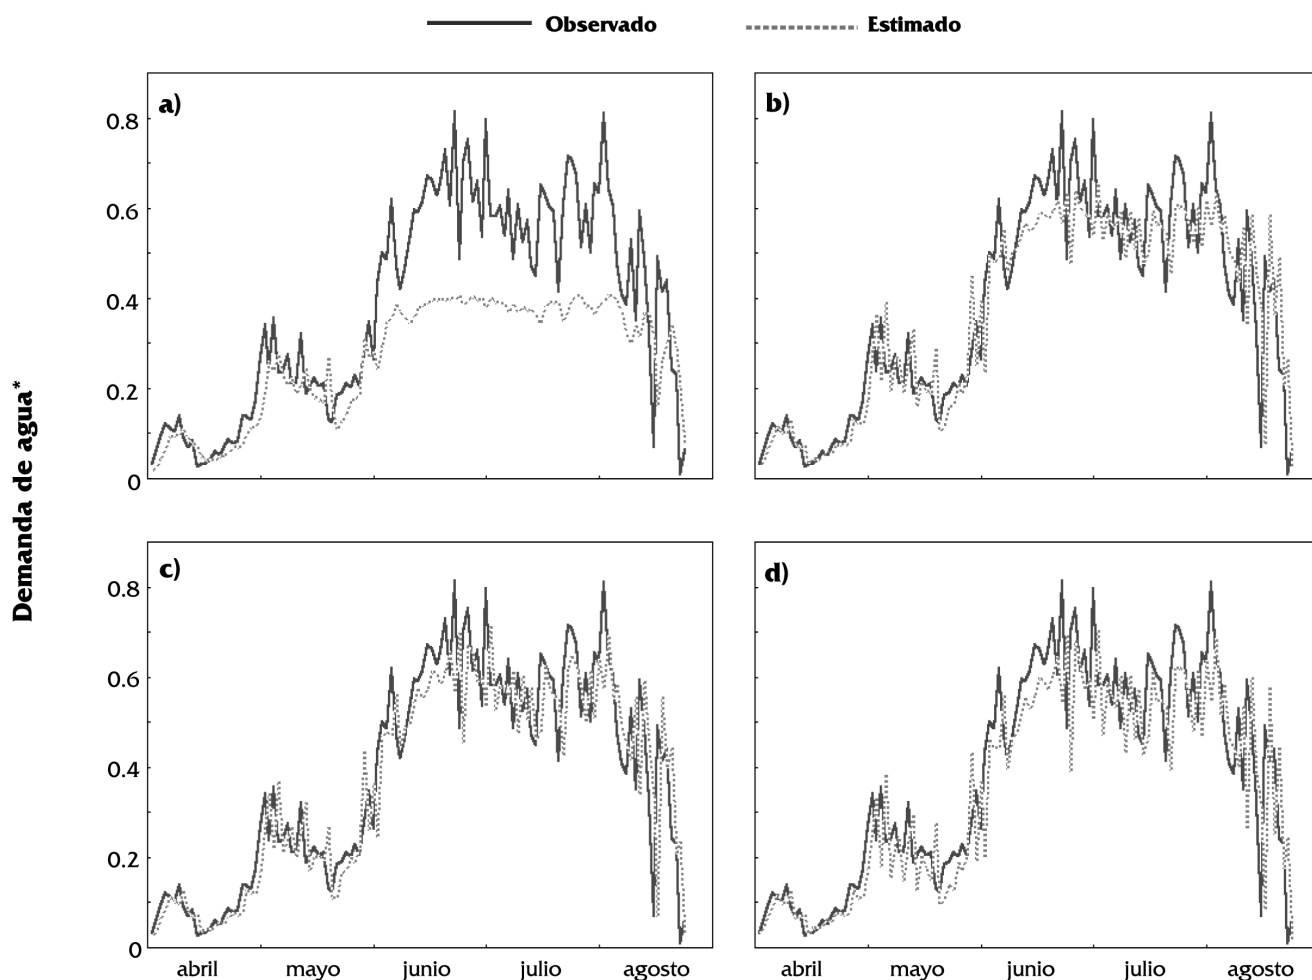 Observado Estimado
a) b)
0.8
0.6
0.4
0.2
0
Demanda de agua*
c) d)
0.8
0.6
0.4
0.2
0
abril mayo junio julio agosto abril mayo junio julio agosto